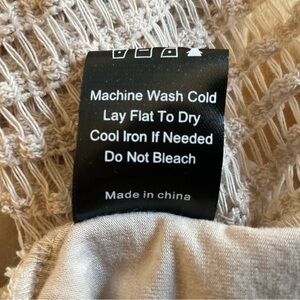 Machine Wash Cold
Lay Flat To Dry
Cool Iron If Needed
Do Not Bleach
Made in china